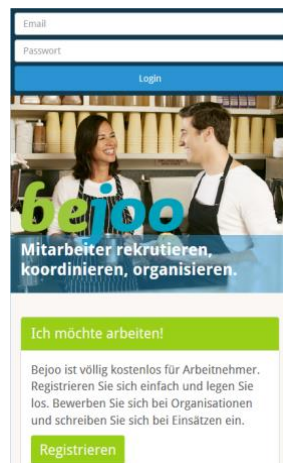 Email
Passwort
Login
bejoo
Mitarbeiter rekrutieren,
koordinieren, organisieren.
Ich möchte arbeiten!
Bejoo ist völlig kostenlos für Arbeitnehmer.
Registrieren Sie sich einfach und legen Sie
los. Bewerben Sie sich bei Organisationen
und schreiben Sie sich bei Einsätzen ein.
Registrieren